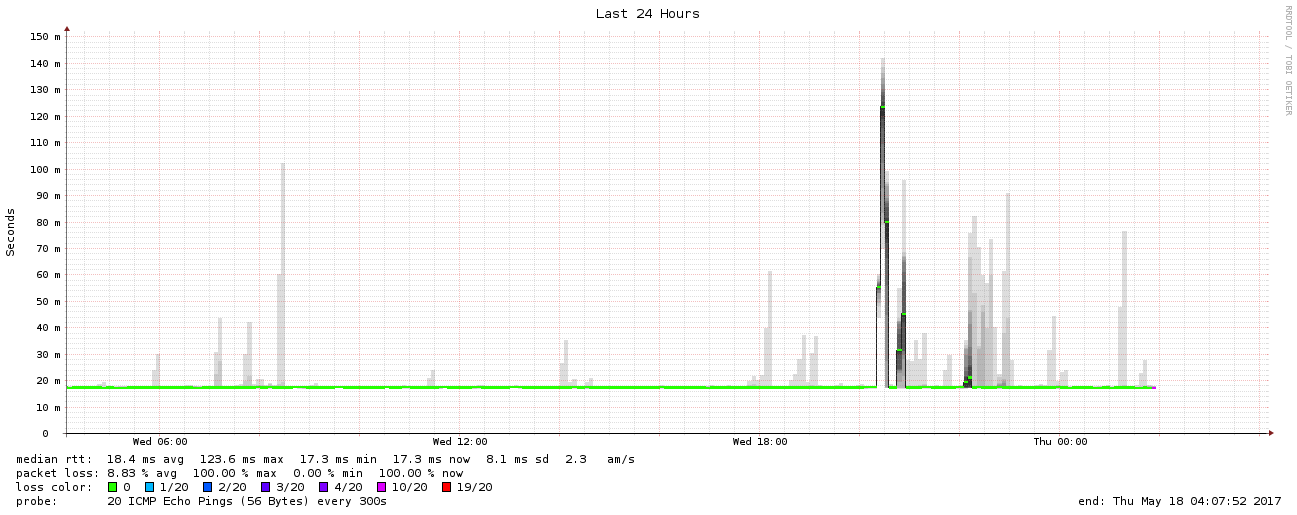 Last 24 Hours
RRDTOOL / TOBI OETIKER
Seconds
150 m
140 m
130 m
120 m
110 m
100 m
90 m
80 m
70 m
60 m
50 m
40 m
30 m
20 m
10 m
0
Wed 06:00 Wed 12:00 Wed 18:00 Thu 00:00
median rtt: 18.4 ms avg 123.6 ms max 17.3 ms min 17.3 ms now 8.1 ms sd 2.3 am/s
packet loss: 8.83 % avg 100.00 % max 0.00 % min 100.00 % now
loss color: 0 1/20 2/20 3/20 4/20 10/20 19/20
probe: 20 ICMP Echo Pings (56 Bytes) every 300s end: Thu May 18 04:07:52 2017